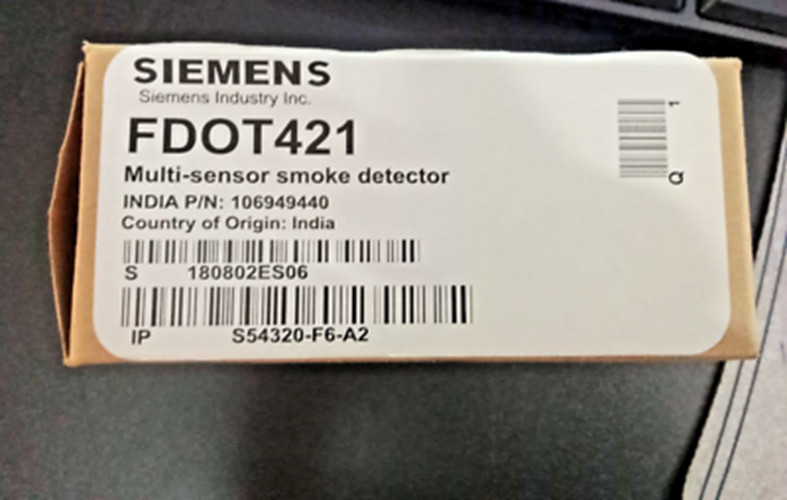 SIEMENS
Siemens Industry Inc.
FDOT421
Multi-sensor smoke detector
INDIA P/N: 106949440
Country of Origin: India
S 180802ES06
IP S54320-F6-A2
Q 1